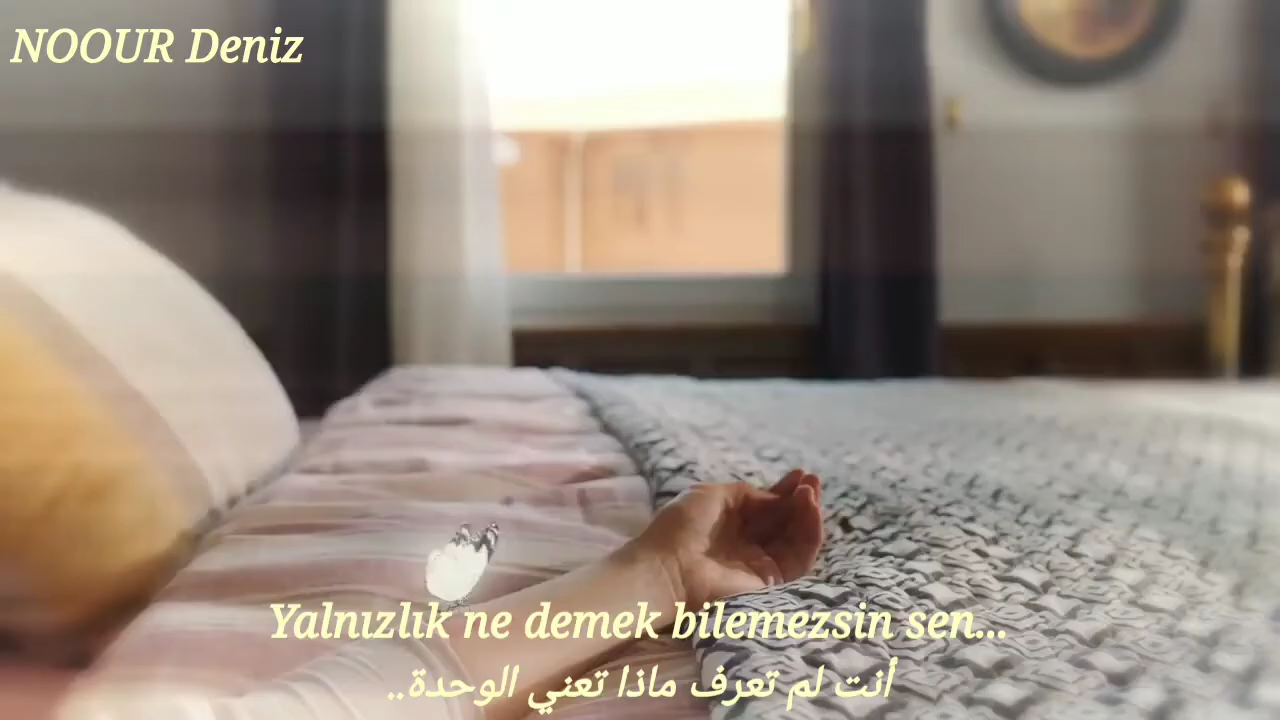 NOOUR Deniz
Yalnızlık ne demek bilemezsin sen...
أنت لم تعرف ماذا تعني الوحدة..